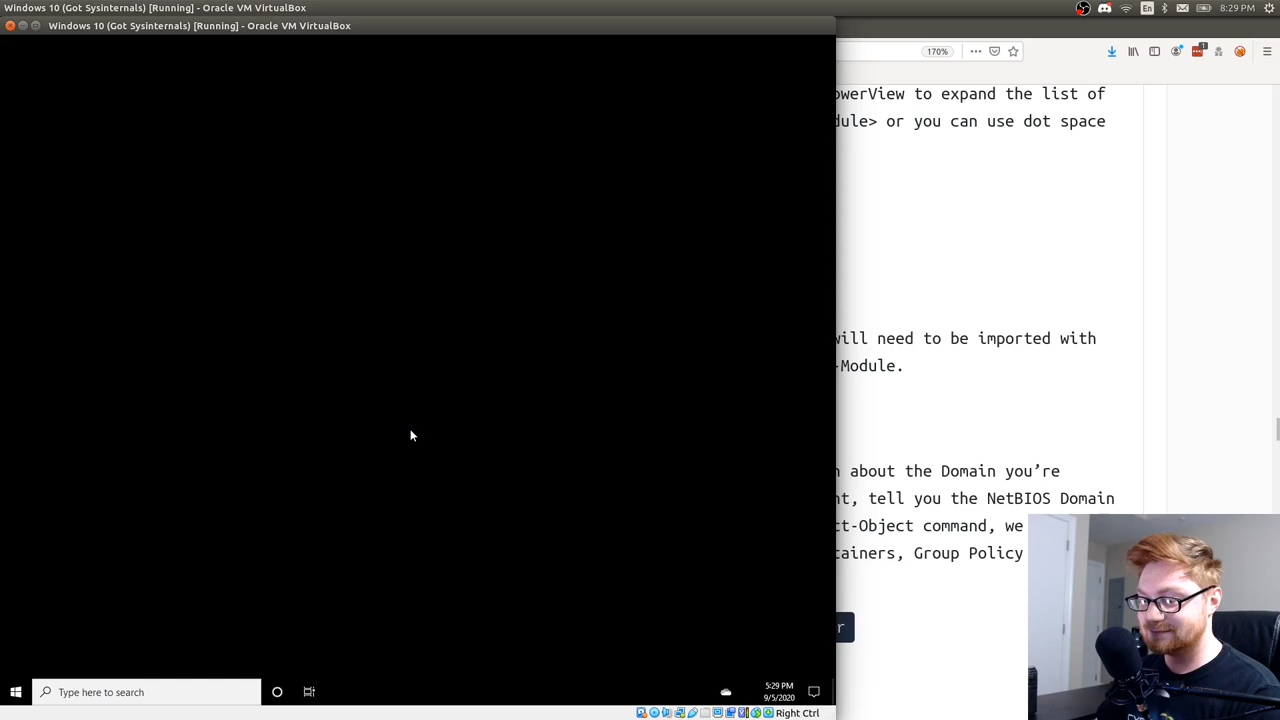 Windows 10 (Got Sysinternals) [Running] - Oracle VM VirtualBox
En
8:29 PM
Windows 10 (Got Sysinternals) [Running] - Oracle VM VirtualBox
170%
1
owerView to expand the list of
dule> or you can use dot space
will need to be imported with
-Module.
n about the Domain you're
nt, tell you the NetBIOS Domain
ct-Object command, we
tainers, Group Policy
r
Type here to search
5:29 PM
9/5/2020
Right Ctrl